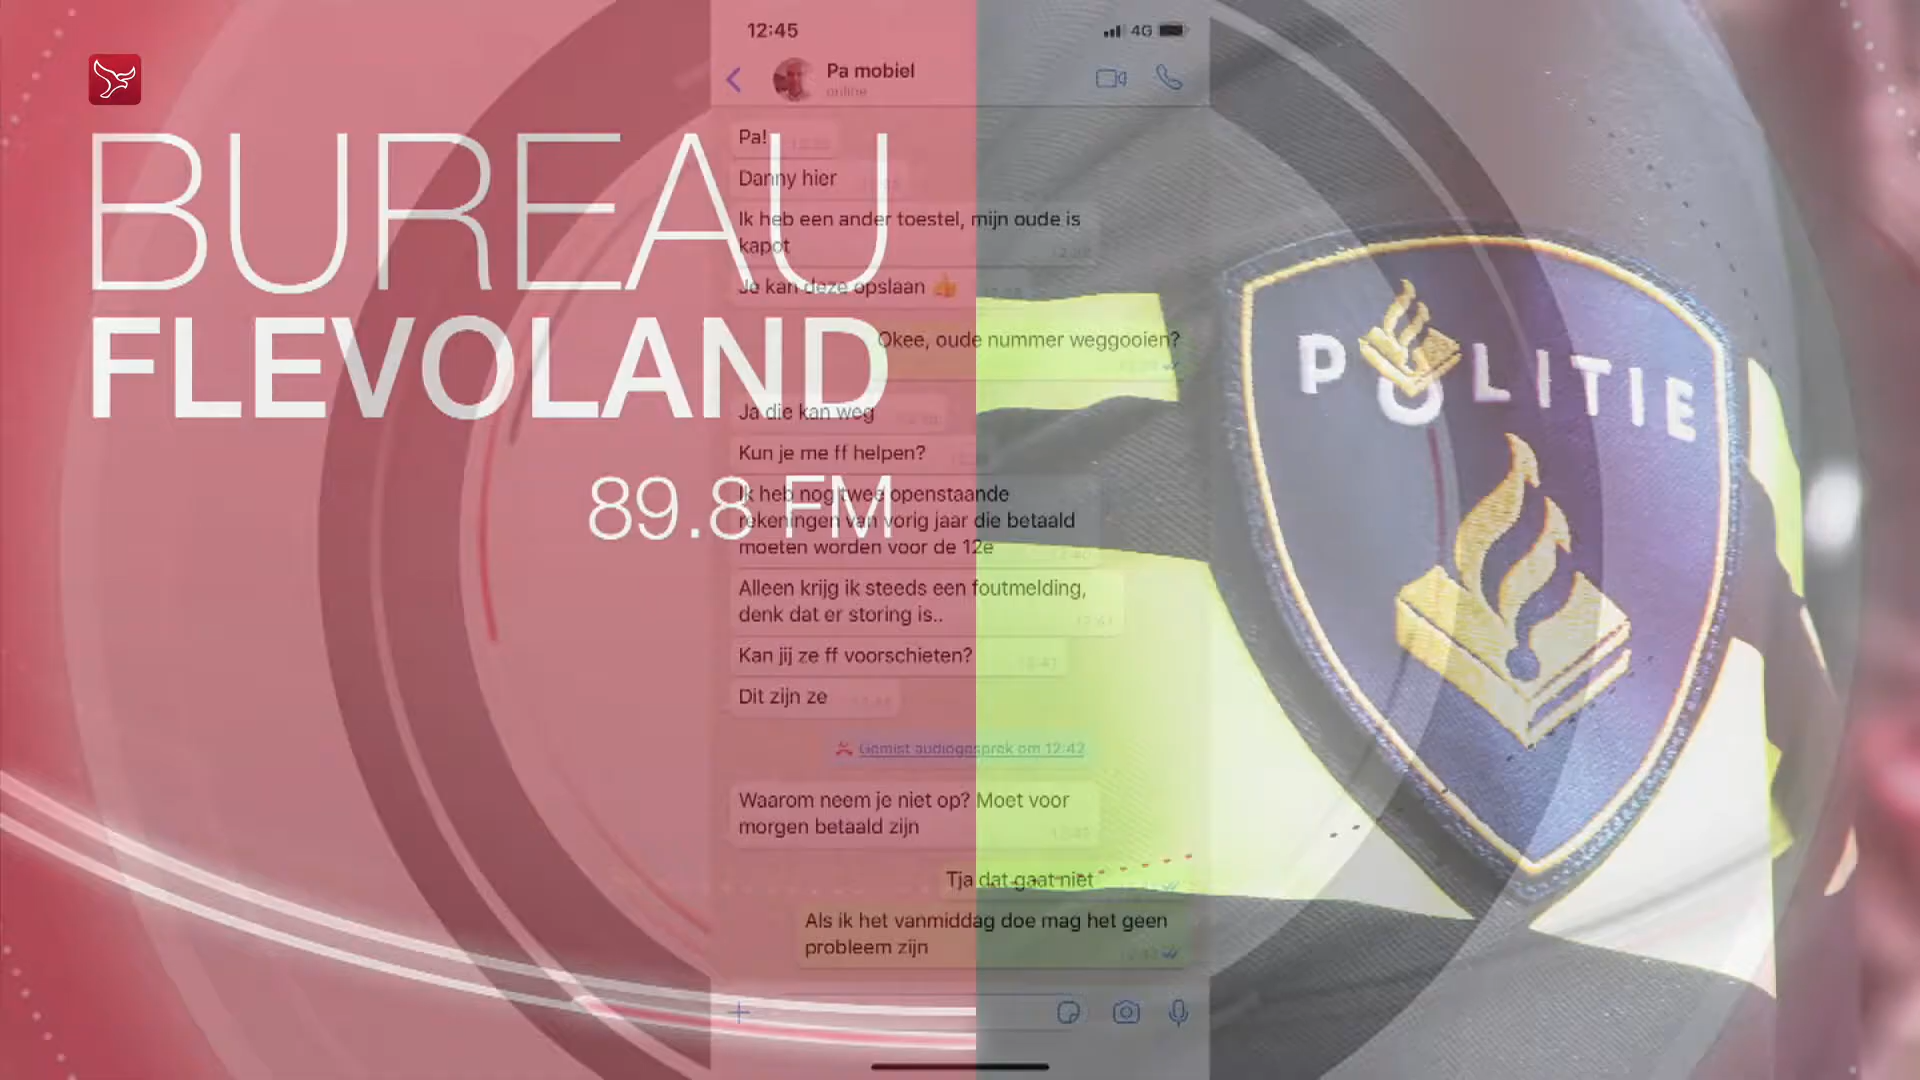 BUREAU
FLEVOLAND
89.8 FM
12:45
4G
Pa mobiel
online
Pa!
Danny hier
Ik heb een ander toestel, mijn oude is
kapot
Je kan deze opslaan 👍
Okee, oude nummer weggooien?
Ja die kan weg
Kun je me ff helpen?
Ik heb nog twee openstaande
rekeningen van vorig jaar die betaald
moeten worden voor de 12e
Alleen krijg ik steeds een foutmelding,
denk dat er storing is..
Kan jij ze ff voorschieten?
Dit zijn ze
Gemist audiogesprek om 12:42
Waarom neem je niet op? Moet voor
morgen betaald zijn
Tja dat gaat niet
Als ik het vanmiddag doe mag het geen
probleem zijn
POLITIE